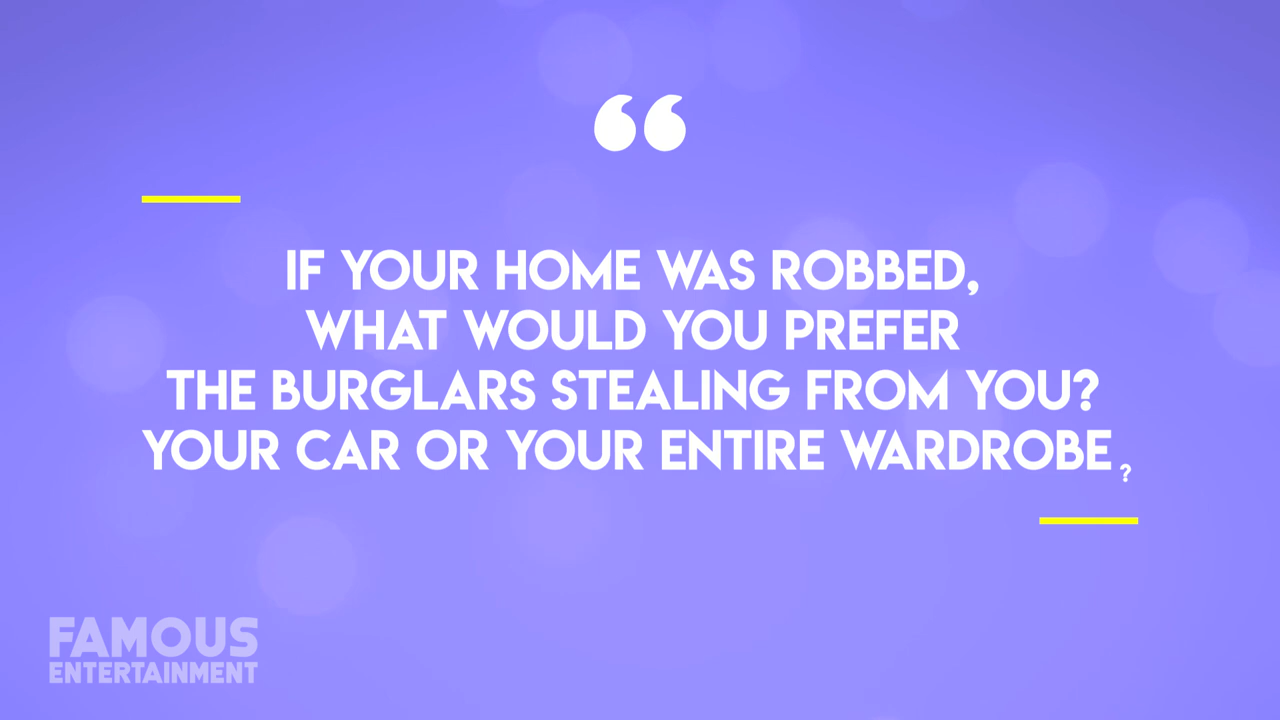 “
IF YOUR HOME WAS ROBBED,
WHAT WOULD YOU PREFER
THE BURGLARS STEALING FROM YOU?
YOUR CAR OR YOUR ENTIRE WARDROBE?
FAMOUS
ENTERTAINMENT